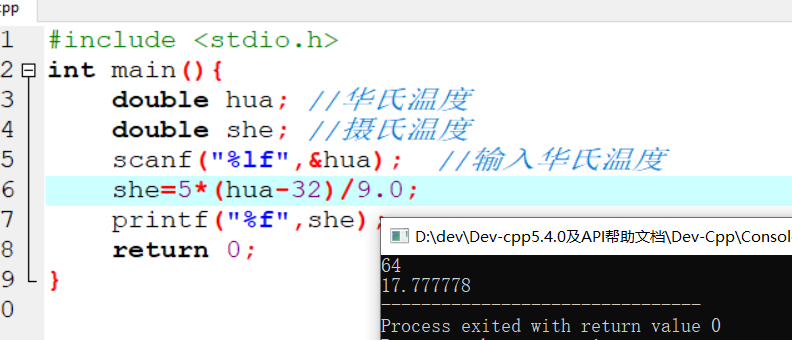 cpp
1 #include <stdio.h>
2 int main(){
3 double hua; //华氏温度
4 double she; //摄氏温度
5 scanf("%lf",&hua); //输入华氏温度
6 she=5*(hua-32)/9.0;
7 printf("%f",she);
8 return 0;
9 }
0
D:\dev\Dev-cpp5.4.0及API帮助文档\Dev-Cpp\Consol
64
17.777778
--------------------------------
Process exited with return value 0